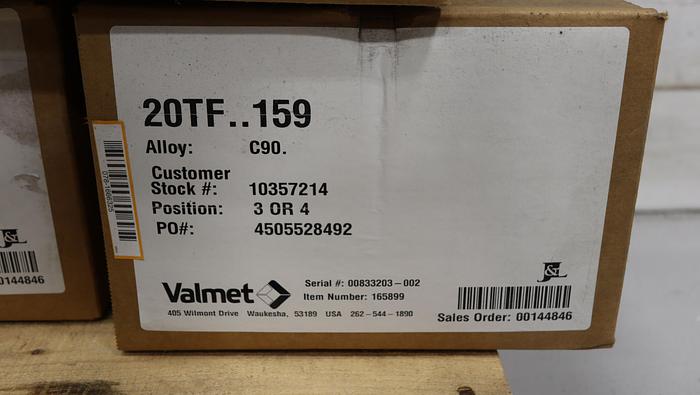 20TF..159
Alloy: C90.
Customer
Stock #: 10357214
Position: 3 OR 4
PO#: 4505528492
Valmet
Serial #: 00833203-002
Item Number: 165899
405 Wilmont Drive Waukesha, 53189 USA 262-544-1890
J&L
Sales Order: 00144846
J&L
0144846